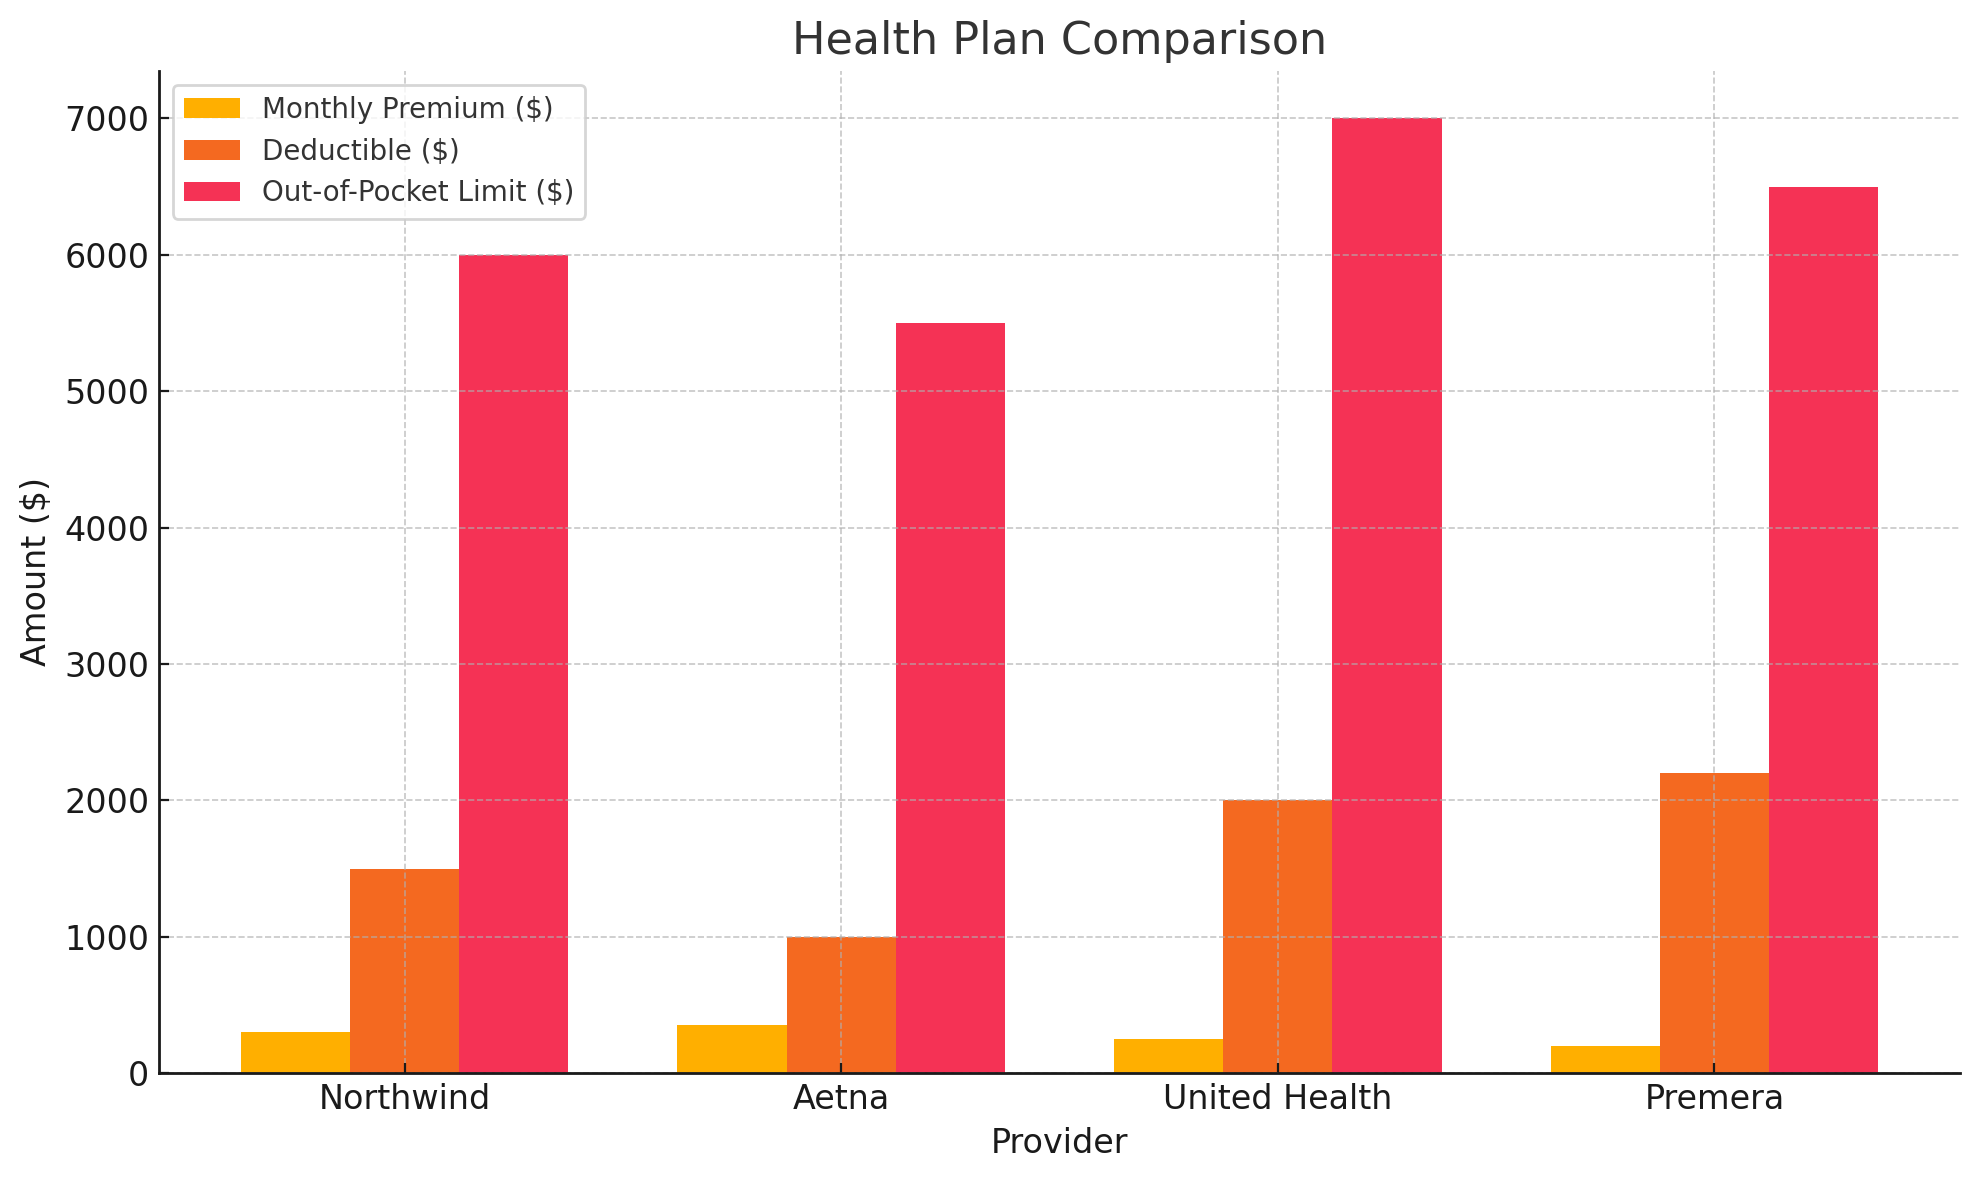 Health Plan Comparison
Monthly Premium ($)
Deductible ($)
Out-of-Pocket Limit ($)
Amount ($)
7000
6000
5000
4000
3000
2000
1000
0
Northwind Aetna United Health Premera
Provider